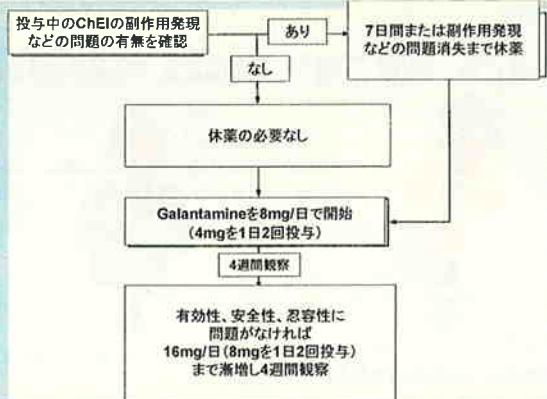 投与中のChEIの副作用発現
などの問題の有無を確認
あり
7日間または副作用発現
などの問題消失まで休薬
なし
休薬の必要なし
Galantamineを8mg/日で開始
(4mgを1日2回投与)
4週間観察
有効性、安全性、忍容性に
問題がなければ
16mg/日(8mgを1日2回投与)
まで漸増し4週間観察